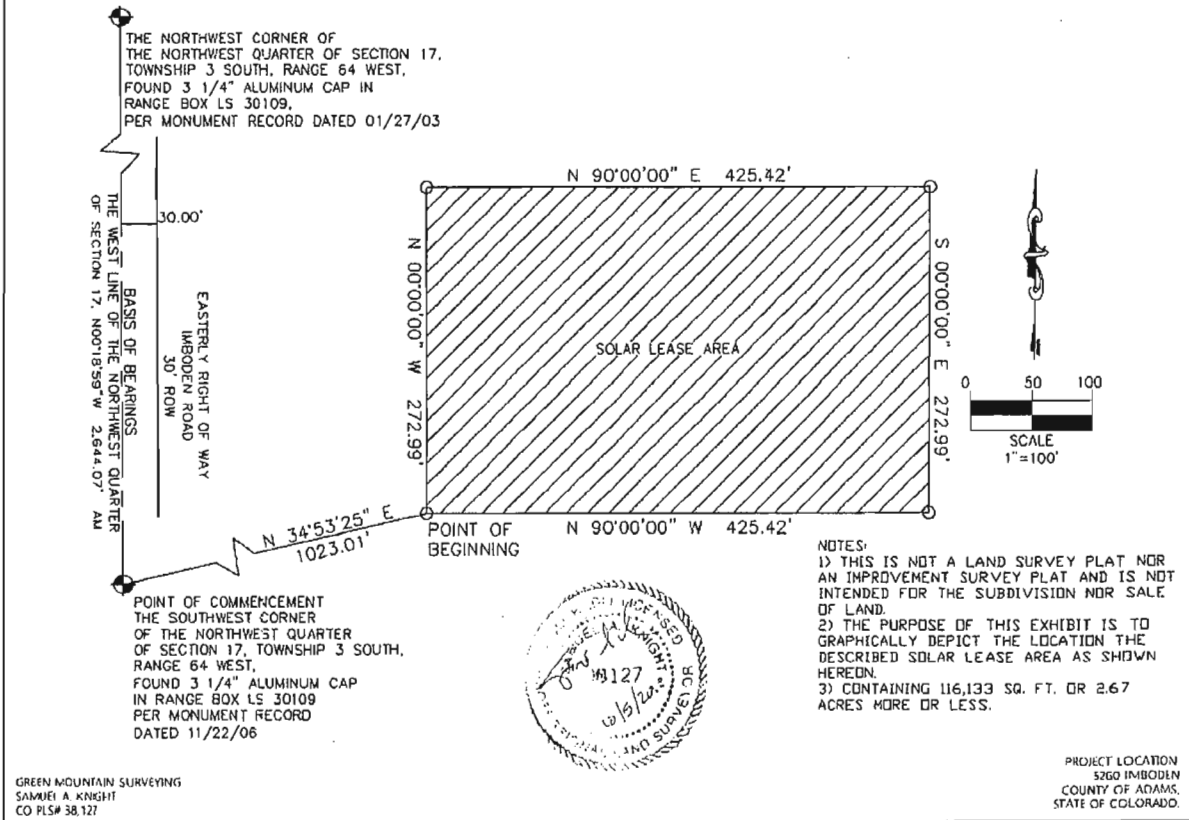 THE NORTHWEST CORNER OF
THE NORTHWEST QUARTER OF SECTION 17,
TOWNSHIP 3 SOUTH, RANGE 64 WEST,
FOUND 3 1/4" ALUMINUM CAP IN
RANGE BOX LS 30109,
PER MONUMENT RECORD DATED 01/27/03
30.00'
THE WEST LINE OF THE NORTHWEST QUARTER
OF SECTION 17, N00°18'59"W 2,644.07' AM
BASIS OF BEARINGS
EASTERLY RIGHT OF WAY
IMBODEN ROAD
30' ROW
N 90°00'00" E 425.42'
N 00°00'00" W 272.99'
SOLAR LEASE AREA
S 00°00'00" E 272.99'
N 90°00'00" W 425.42'
0 50 100
SCALE
1"=100'
N 34°53'25" E
1023.01'
POINT OF
BEGINNING
POINT OF COMMENCEMENT
THE SOUTHWEST CORNER
OF THE NORTHWEST QUARTER
OF SECTION 17, TOWNSHIP 3 SOUTH,
RANGE 64 WEST,
FOUND 3 1/4" ALUMINUM CAP
IN RANGE BOX LS 30109
PER MONUMENT RECORD
DATED 11/22/06
LICENSED
KNIGHT
LAND SURVEYOR
NOTES:
1) THIS IS NOT A LAND SURVEY PLAT NOR
AN IMPROVEMENT SURVEY PLAT AND IS NOT
INTENDED FOR THE SUBDIVISION NOR SALE
OF LAND.
2) THE PURPOSE OF THIS EXHIBIT IS TO
GRAPHICALLY DEPICT THE LOCATION THE
DESCRIBED SOLAR LEASE AREA AS SHOWN
HEREON.
3) CONTAINING 116,133 SQ. FT. OR 2.67
ACRES MORE OR LESS.
GREEN MOUNTAIN SURVEYING
SAMUEL A. KNIGHT
CO PLS# 38,127
PROJECT LOCATION
5200 IMBODEN
COUNTY OF ADAMS,
STATE OF COLORADO.